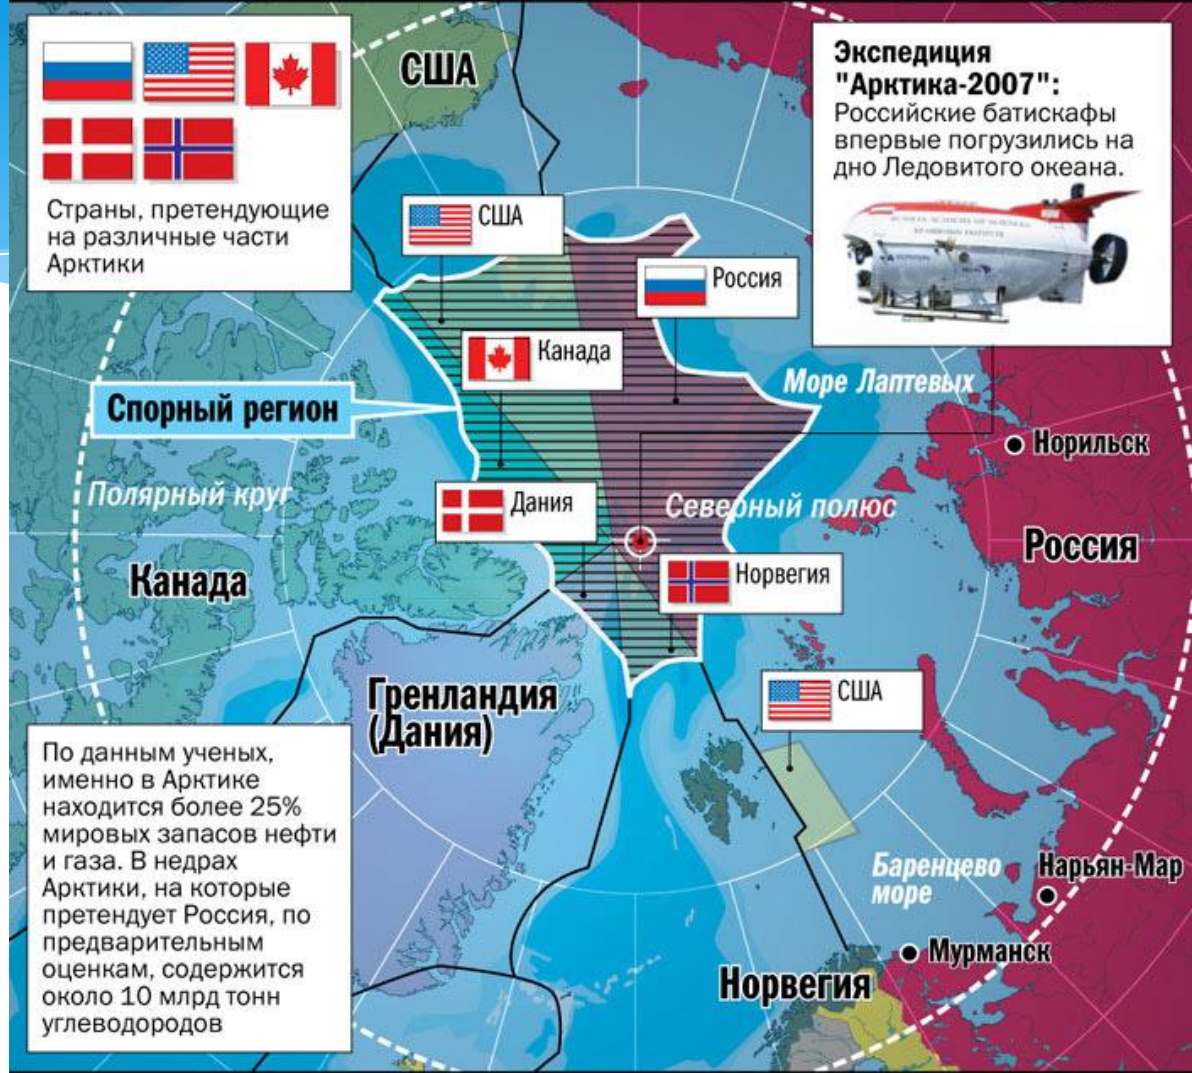 Страны, претендующие
на различные части
Арктики
США
Экспедиция
"Арктика-2007":
Российские батискафы
впервые погрузились на
дно Ледовитого океана.
США
Россия
Канада
Море Лаптевых
Спорный регион
Норильск
Полярный круг
Дания
Северный полюс
Россия
Канада
Норвегия
Гренландия
(Дания)
США
По данным ученых,
именно в Арктике
находится более 25%
мировых запасов нефти
и газа. В недрах
Арктики, на которые
претендует Россия, по
предварительным
оценкам, содержится
около 10 млрд тонн
углеводородов
Баренцево
море
Нарьян-Мар
Мурманск
Норвегия